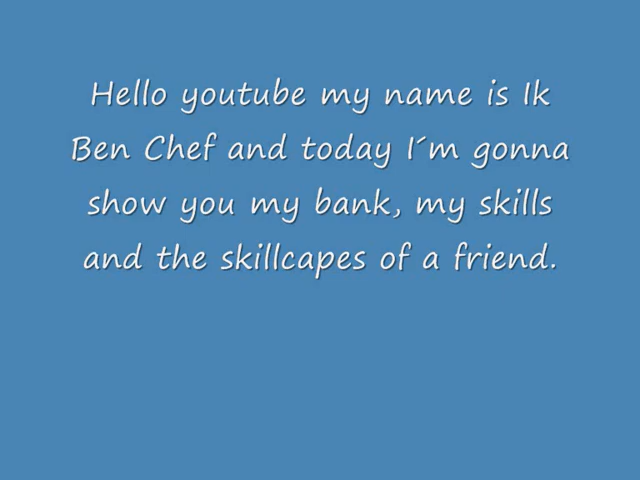 Hello youtube my name is Ik
Ben Chef and today I´m gonna
show you my bank, my skills
and the skillcapes of a friend.